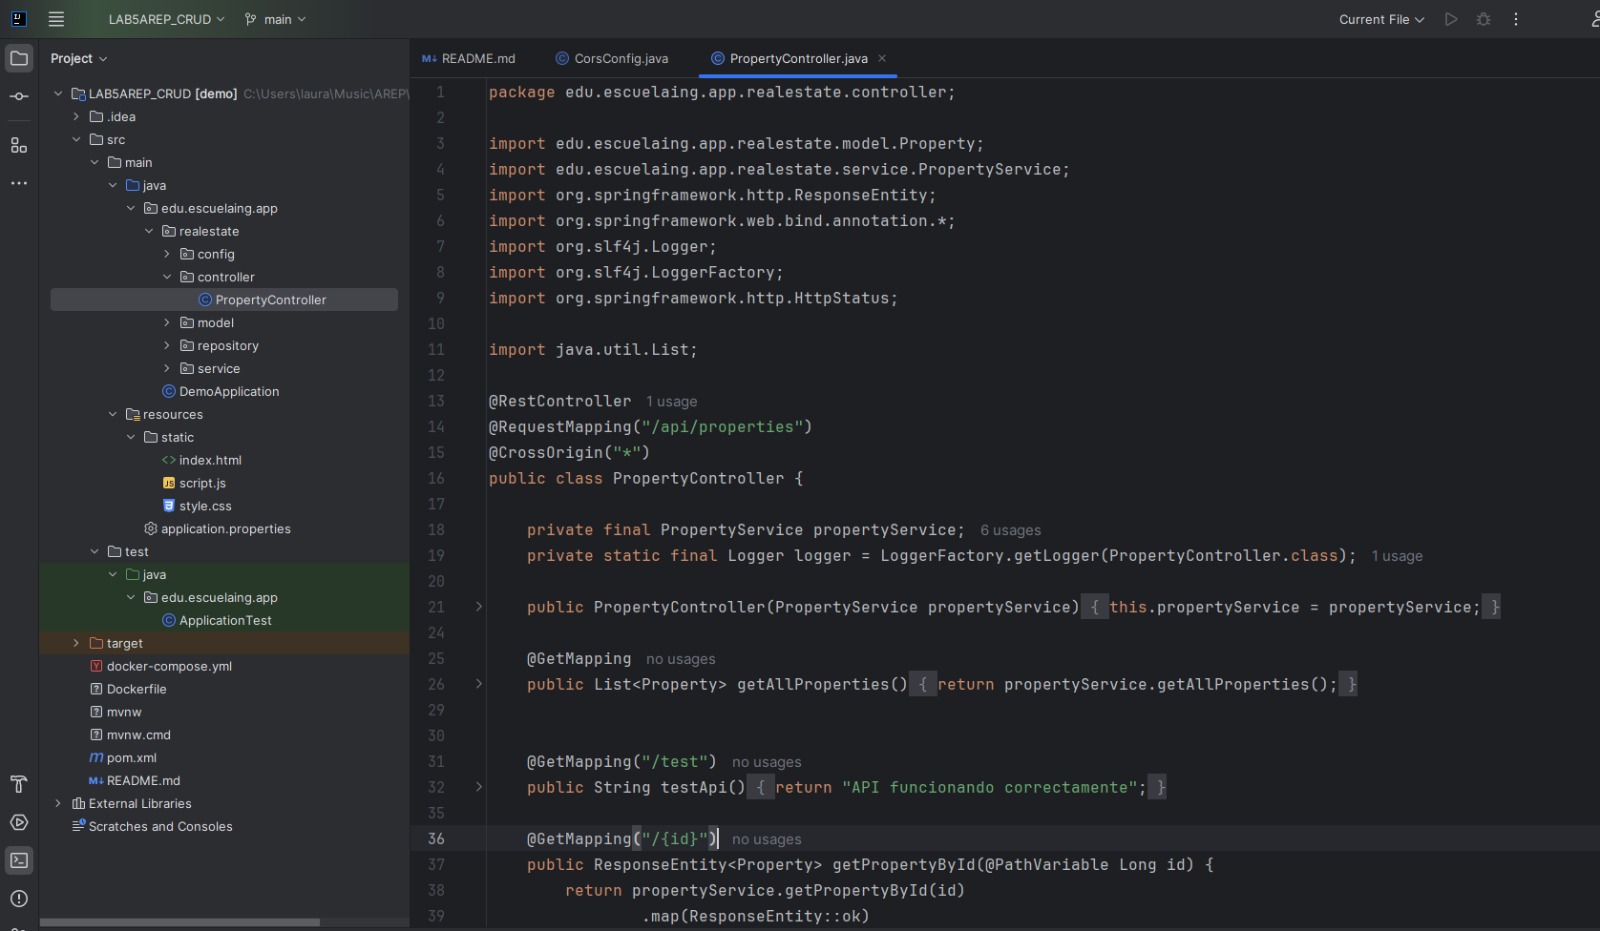 LAB5AREP_CRUD
main
Current File
Project
LAB5AREP_CRUD [demo] C:\Users\laura\Music\AREP\
.idea
src
main
java
edu.escuelaing.app
realestate
config
controller
PropertyController
model
repository
service
DemoApplication
resources
static
<> index.html
JS script.js
style.css
application.properties
test
java
edu.escuelaing.app
ApplicationTest
target
docker-compose.yml
Dockerfile
mvnw
mvnw.cmd
m pom.xml
M↓ README.md
External Libraries
Scratches and Consoles
M↓ README.md
CorsConfig.java
PropertyController.java ×
1 package edu.escuelaing.app.realestate.controller;
2
3 import edu.escuelaing.app.realestate.model.Property;
4 import edu.escuelaing.app.realestate.service.PropertyService;
5 import org.springframework.http.ResponseEntity;
6 import org.springframework.web.bind.annotation.*;
7 import org.slf4j.Logger;
8 import org.slf4j.LoggerFactory;
9 import org.springframework.http.HttpStatus;
10
11 import java.util.List;
12
13 @RestController 1 usage
14 @RequestMapping("/api/properties")
15 @CrossOrigin("*")
16 public class PropertyController {
17
18 private final PropertyService propertyService; 6 usages
19 private static final Logger logger = LoggerFactory.getLogger(PropertyController.class); 1 usage
20
21 public PropertyController(PropertyService propertyService) { this.propertyService = propertyService; }
24
25 @GetMapping no usages
26 public List<Property> getAllProperties() { return propertyService.getAllProperties(); }
29
30
31 @GetMapping("/test") no usages
32 public String testApi() { return "API funcionando correctamente"; }
35
36 @GetMapping("/{id}") no usages
37 public ResponseEntity<Property> getPropertyById(@PathVariable Long id) {
38 return propertyService.getPropertyById(id)
39 .map(ResponseEntity::ok)